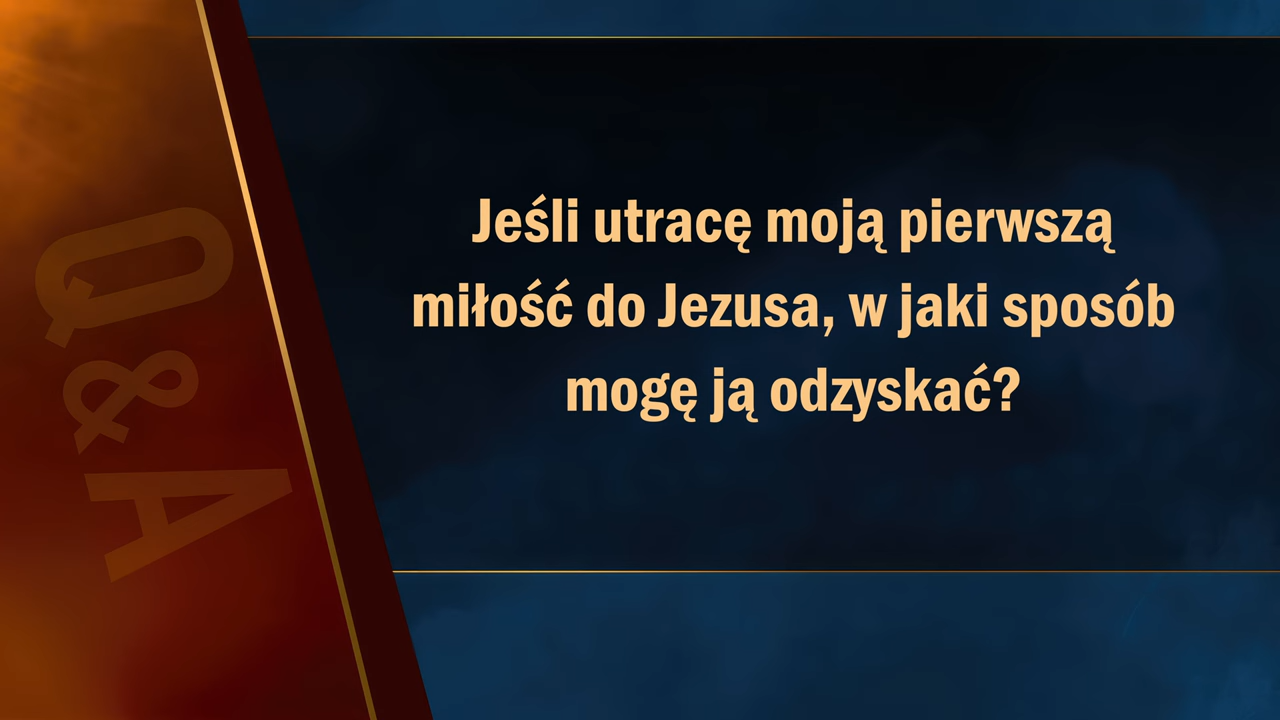 Q&A
Jeśli utracę moją pierwszą
miłość do Jezusa, w jaki sposób
mogę ją odzyskać?